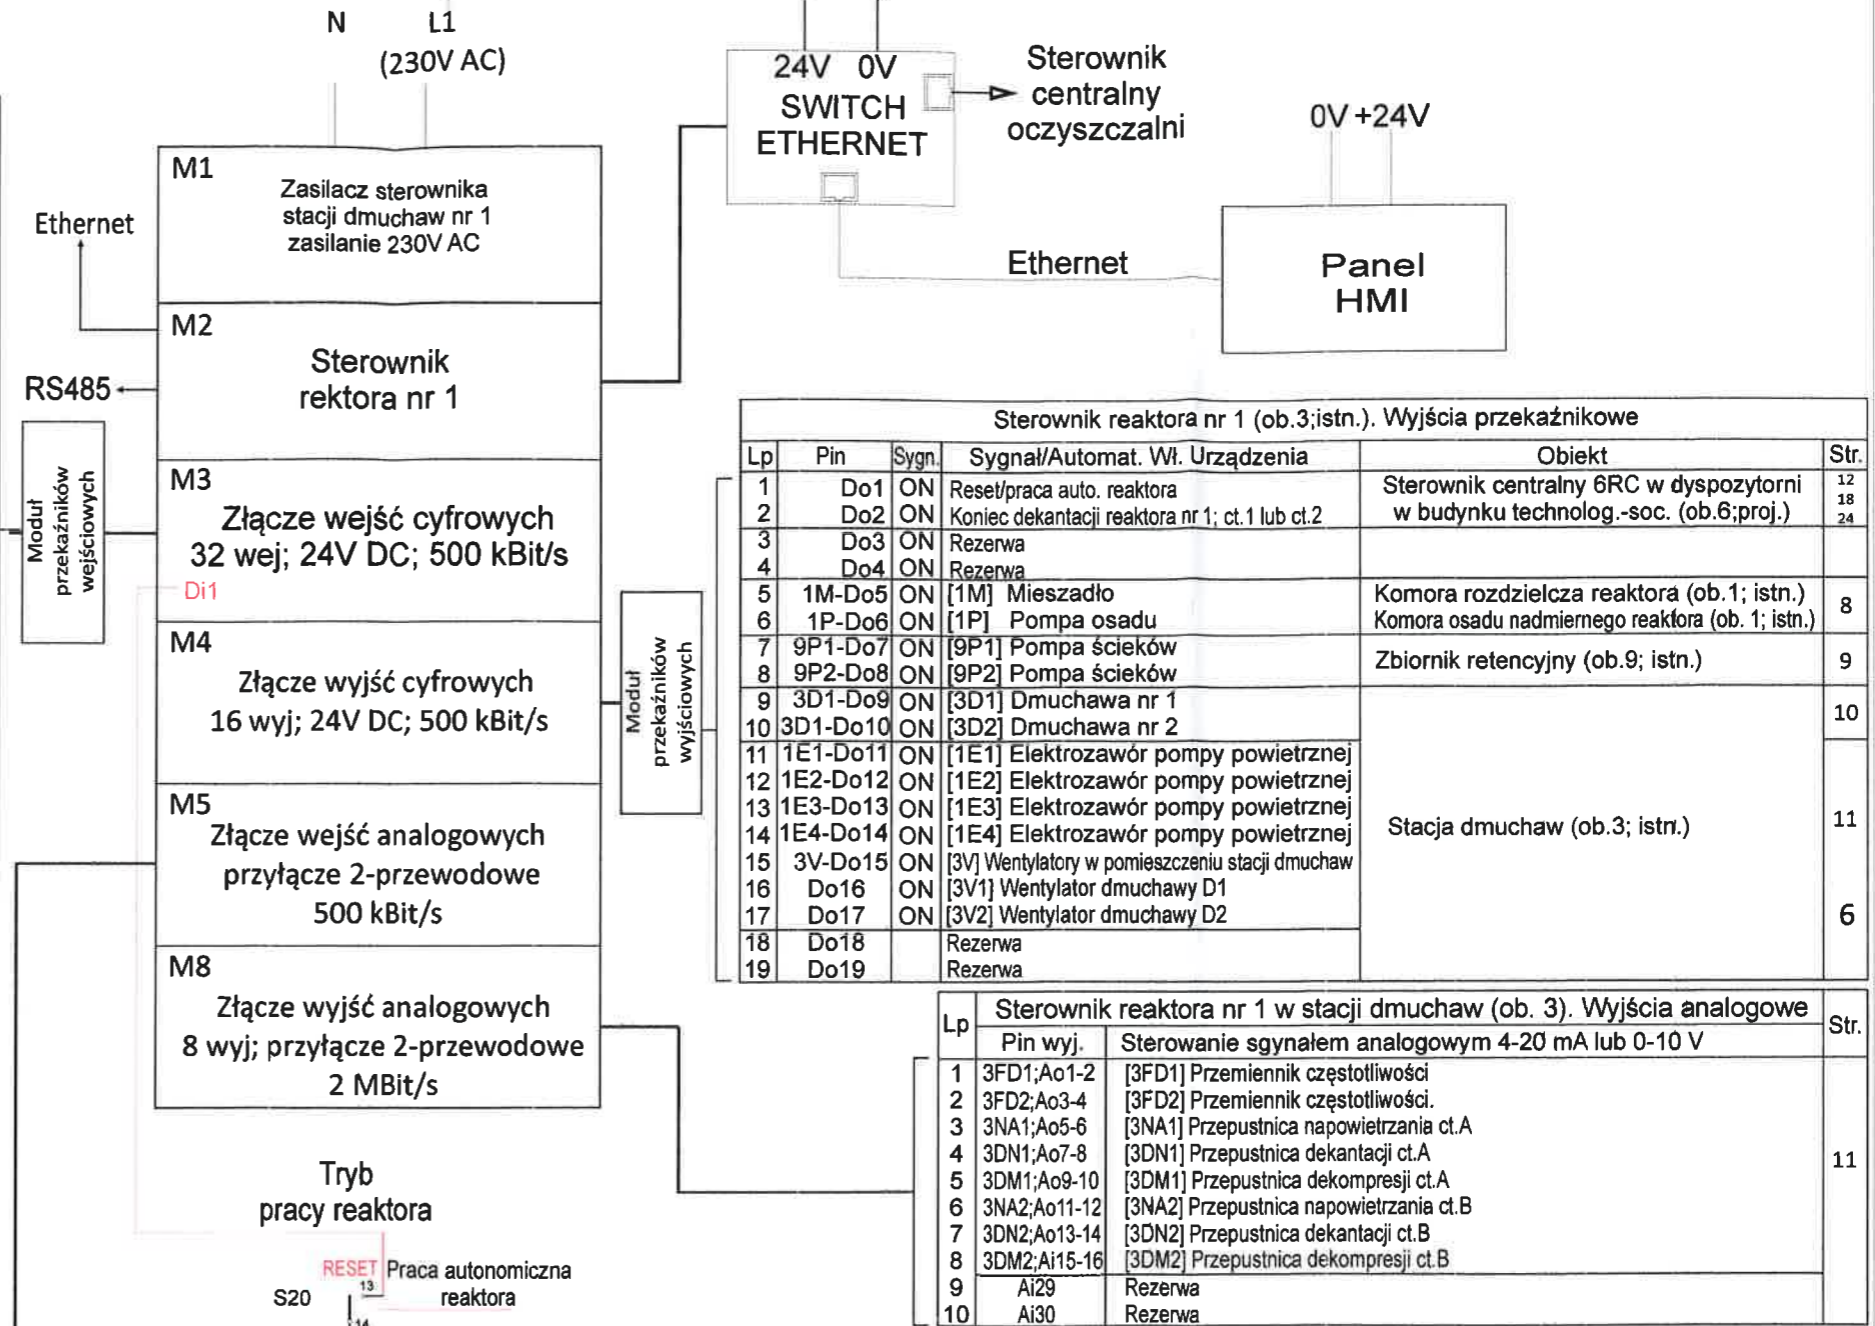 N L1
(230V AC)
24V 0V
SWITCH
ETHERNET
Sterownik
centralny
oczyszczalni
0V +24V
Ethernet
Panel
HMI
M1
Zasilacz sterownika
stacji dmuchaw nr 1
zasilanie 230V AC
Ethernet
M2
Sterownik
rektora nr 1
RS485
Moduł
przekaźników
wejściowych
M3
Złącze wejść cyfrowych
32 wej; 24V DC; 500 kBit/s
Di1
M4
Złącze wyjść cyfrowych
16 wyj; 24V DC; 500 kBit/s
Moduł
przekaźników
wyjściowych
M5
Złącze wejść analogowych
przyłącze 2-przewodowe
500 kBit/s
M8
Złącze wyjść analogowych
8 wyj; przyłącze 2-przewodowe
2 MBit/s
Tryb
pracy reaktora
RESET Praca autonomiczna
reaktora
S20
13
14
Sterownik reaktora nr 1 (ob.3;istn.). Wyjścia przekaźnikowe
Lp Pin Sygn. Sygnał/Automat. Wł. Urządzenia Obiekt Str.
1 Do1 ON Reset/praca auto. reaktora Sterownik centralny 6RC w dyspozytorni 12
18
2 Do2 ON Koniec dekantacji reaktora nr 1; ct.1 lub ct.2 w budynku technolog.-soc. (ob.6;proj.) 24
3 Do3 ON Rezerwa
4 Do4 ON Rezerwa
5 1M-Do5 ON [1M] Mieszadło Komora rozdzielcza reaktora (ob.1; istn.) 8
6 1P-Do6 ON [1P] Pompa osadu Komora osadu nadmiernego reaktora (ob. 1; istn.)
7 9P1-Do7 ON [9P1] Pompa ścieków Zbiornik retencyjny (ob.9; istn.) 9
8 9P2-Do8 ON [9P2] Pompa ścieków
9 3D1-Do9 ON [3D1] Dmuchawa nr 1 10
10 3D1-Do10 ON [3D2] Dmuchawa nr 2
11 1E1-Do11 ON [1E1] Elektrozawór pompy powietrznej
12 1E2-Do12 ON [1E2] Elektrozawór pompy powietrznej
13 1E3-Do13 ON [1E3] Elektrozawór pompy powietrznej
14 1E4-Do14 ON [1E4] Elektrozawór pompy powietrznej Stacja dmuchaw (ob.3; istn.) 11
15 3V-Do15 ON [3V] Wentylatory w pomieszczeniu stacji dmuchaw
16 Do16 ON [3V1] Wentylator dmuchawy D1
17 Do17 ON [3V2] Wentylator dmuchawy D2 6
18 Do18 Rezerwa
19 Do19 Rezerwa
Lp Sterownik reaktora nr 1 w stacji dmuchaw (ob. 3). Wyjścia analogowe Str.
Pin wyj. Sterowanie sgynałem analogowym 4-20 mA lub 0-10 V
1 3FD1;Ao1-2 [3FD1] Przemiennik częstotliwości
2 3FD2;Ao3-4 [3FD2] Przemiennik częstotliwości.
3 3NA1;Ao5-6 [3NA1] Przepustnica napowietrzania ct.A
4 3DN1;Ao7-8 [3DN1] Przepustnica dekantacji ct.A 11
5 3DM1;Ao9-10 [3DM1] Przepustnica dekompresji ct.A
6 3NA2;Ao11-12 [3NA2] Przepustnica napowietrzania ct.B
7 3DN2;Ao13-14 [3DN2] Przepustnica dekantacji ct.B
8 3DM2;Ai15-16 [3DM2] Przepustnica dekompresji ct.B
9 Ai29 Rezerwa
10 Ai30 Rezerwa